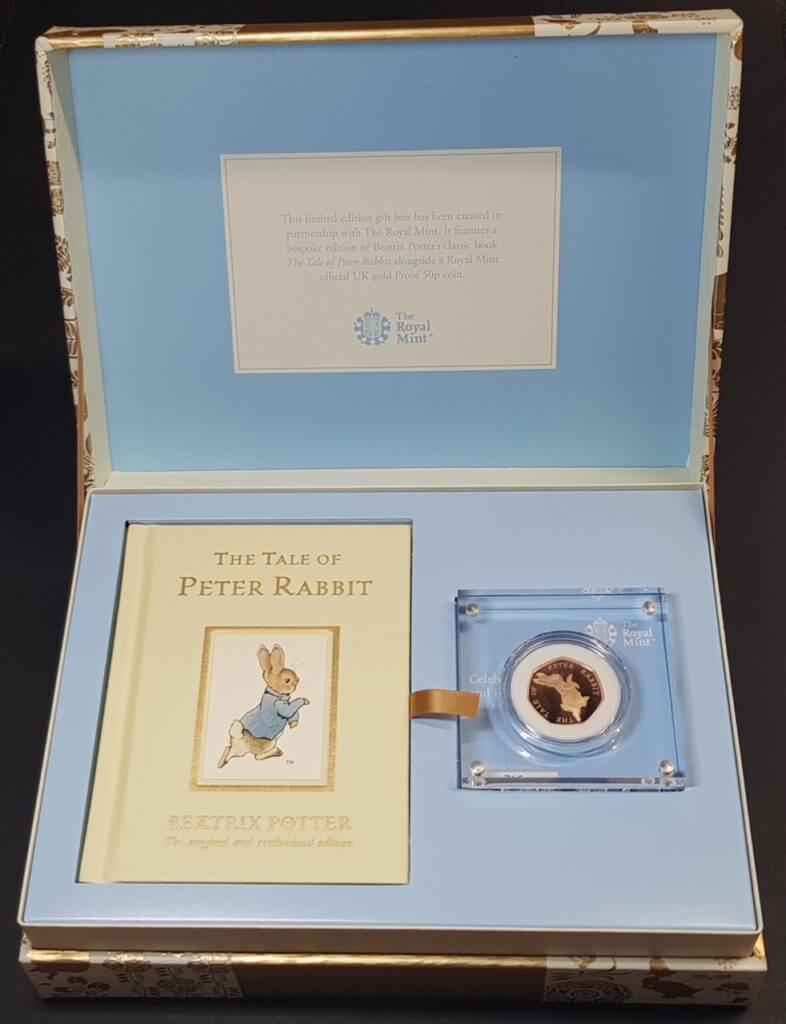 This limited edition gift box has been created in
partnership with The Royal Mint. It features a
bespoke edition of Beatrix Potter's classic book
The Tale of Peter Rabbit alongside a Royal Mint
official UK gold Proof 50p coin.
The
Royal
Mint®
THE TALE OF
PETER RABBIT
TM
BEATRIX POTTER
The original and authorized edition
The
Royal
Mint
THE TALE OF PETER RABBIT